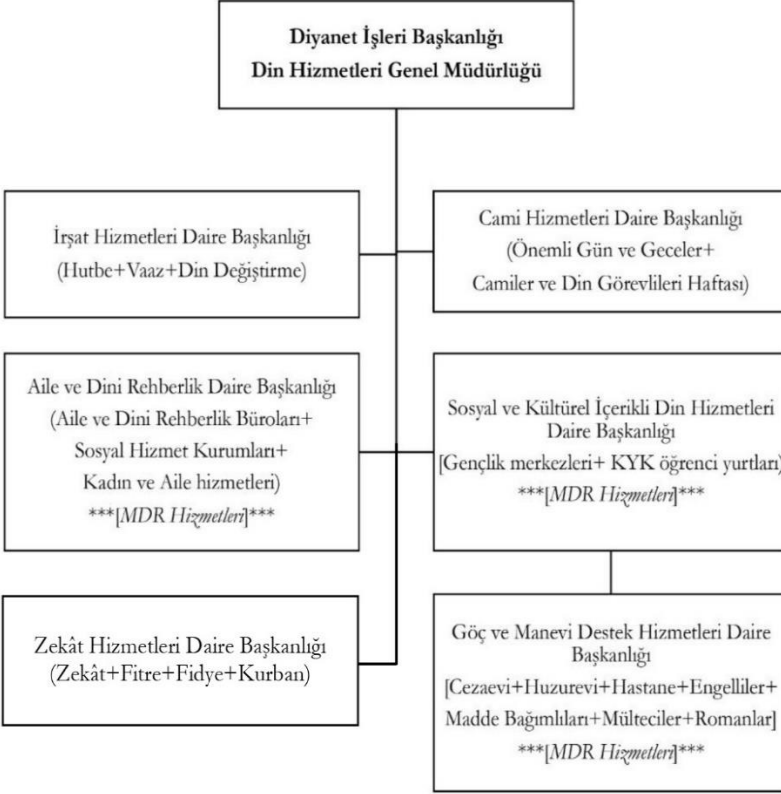 Diyanet İşleri Başkanlığı
Din Hizmetleri Genel Müdürlüğü
İrşat Hizmetleri Daire Başkanlığı
(Hutbe+Vaaz+Din Değiştirme)
Cami Hizmetleri Daire Başkanlığı
(Önemli Gün ve Geceler+
Camiler ve Din Görevlileri Haftası)
Aile ve Dini Rehberlik Daire Başkanlığı
(Aile ve Dini Rehberlik Büroları+
Sosyal Hizmet Kurumları+
Kadın ve Aile hizmetleri)
***[MDR Hizmetleri]***
Sosyal ve Kültürel İçerikli Din Hizmetleri
Daire Başkanlığı
[Gençlik merkezleri+ KYK öğrenci yurtları)
***[MDR Hizmetleri]***
Zekât Hizmetleri Daire Başkanlığı
(Zekât+Fitre+Fidye+Kurban)
Göç ve Manevi Destek Hizmetleri Daire
Başkanlığı
[Cezaevi+Huzurevi+Hastane+Engelliler+
Madde Bağımlıları+Mülteciler+Romanlar]
***[MDR Hizmetleri]***